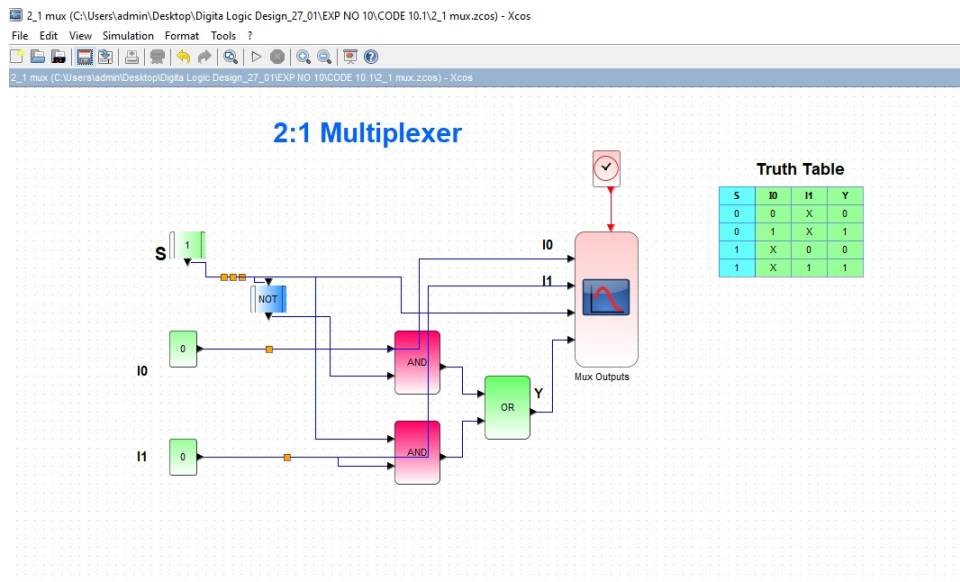 2_1 mux (C:\Users\admin\Desktop\Digita Logic Design_27_01\EXP NO 10\CODE 10.1\2_1 mux.zcos) - Xcos
File Edit View Simulation Format Tools ?
2_1 mux (C:\Users\admin\Desktop\Digita Logic Design_27_01\EXP NO 10\CODE 10.1\2_1 mux.zcos) - Xcos
2:1 Multiplexer
Truth Table
S I0 I1 Y
0 0 X 0
0 1 X 1
1 X 0 0
1 X 1 1
S 1
I0
I1
NOT
0
I0
AND
Mux Outputs
Y
OR
I1 0
AND